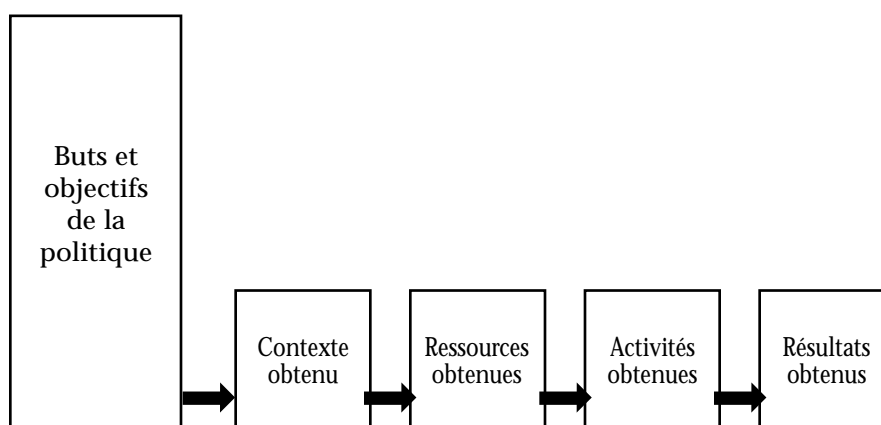 Buts et
objectifs
de la
politique
Contexte
obtenu
Ressources
obtenues
Activités
obtenues
Résultats
obtenus